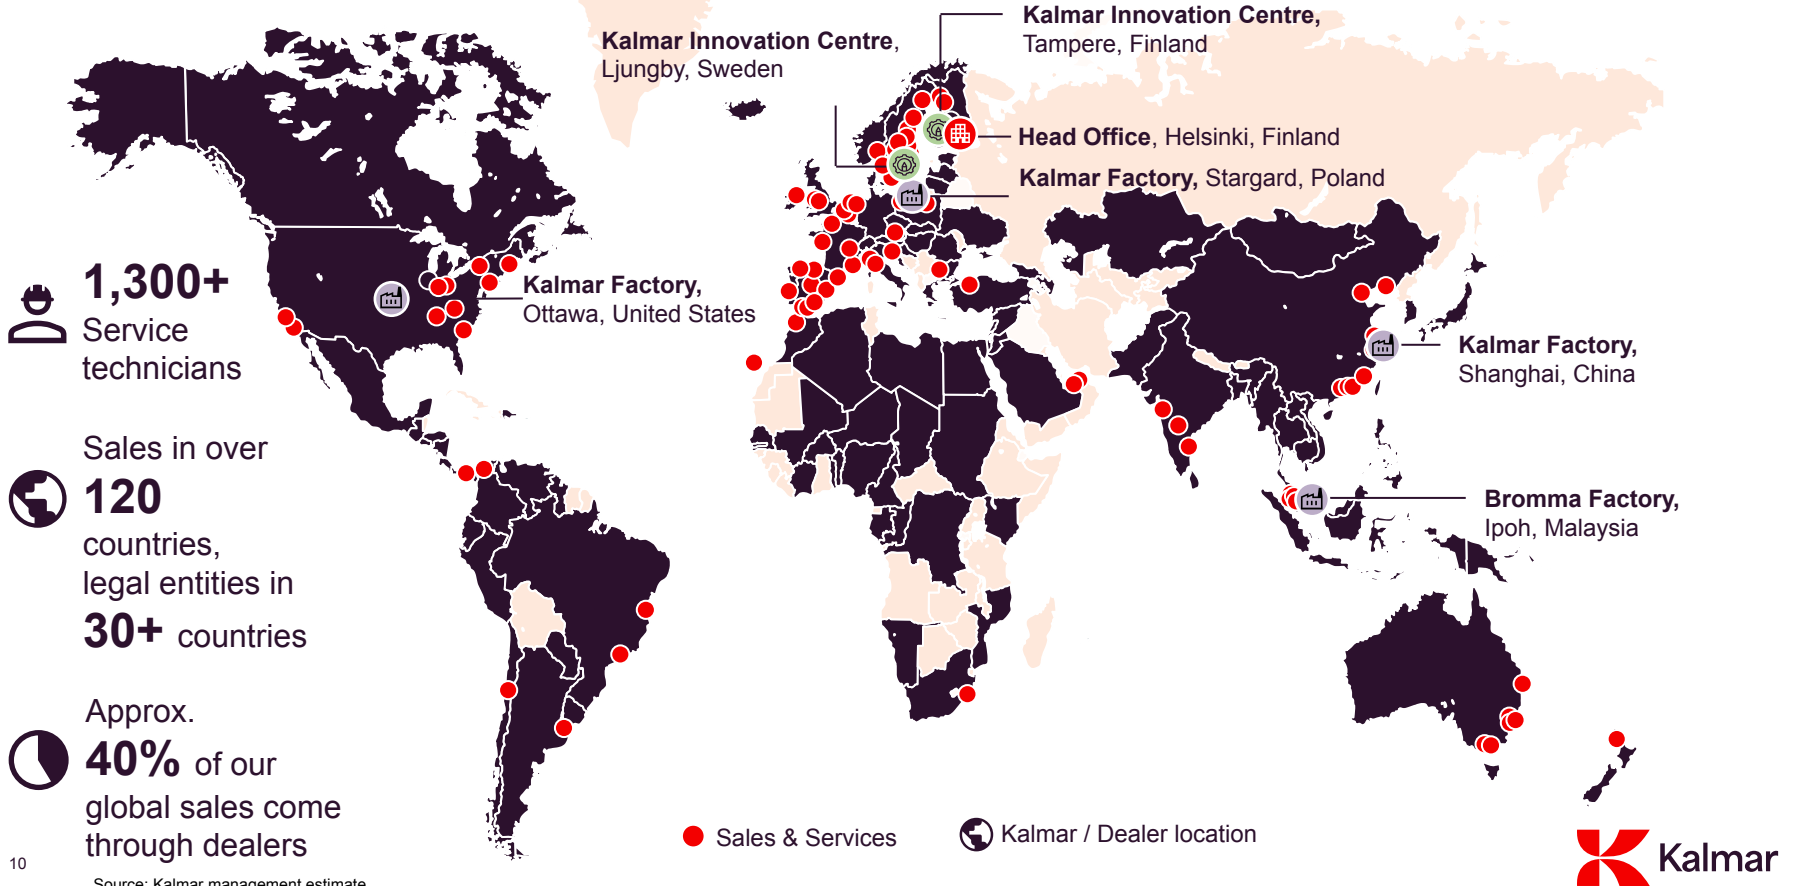 Kalmar Innovation Centre,
Ljungby, Sweden
Kalmar Innovation Centre,
Tampere, Finland
Head Office, Helsinki, Finland
Kalmar Factory, Stargard, Poland
1,300+
Service
technicians
Kalmar Factory,
Ottawa, United States
Kalmar Factory,
Shanghai, China
Sales in over
120
countries,
legal entities in
30+ countries
Bromma Factory,
Ipoh, Malaysia
Approx.
40% of our
global sales come
through dealers
Sales & Services
Kalmar / Dealer location
Kalmar
10
Source: Kalmar management estimate